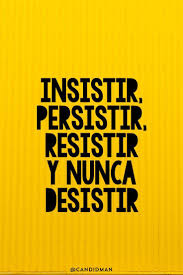 INSISTIR,
PERSISTIR,
RESISTIR
Y NUNCA
DESISTIR
@CANDIDMAN